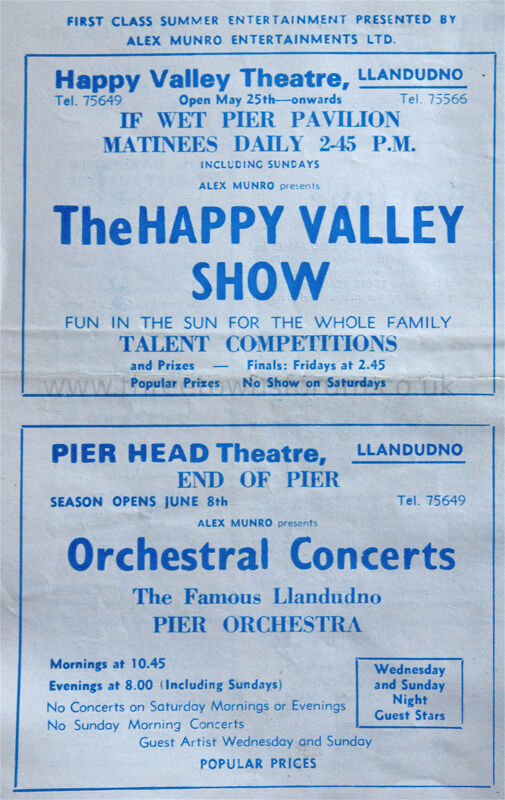 FIRST CLASS SUMMER ENTERTAINMENT PRESENTED BY
ALEX MUNRO ENTERTAINMENTS LTD.
Happy Valley Theatre, LLANDUDNO
Tel. 75649 Open May 25th—onwards Tel. 75566
IF WET PIER PAVILION
MATINEES DAILY 2-45 P.M.
INCLUDING SUNDAYS
ALEX MUNRO presents
The HAPPY VALLEY
SHOW
FUN IN THE SUN FOR THE WHOLE FAMILY
TALENT COMPETITIONS
and Prizes — Finals: Fridays at 2.45
Popular Prizes No Show on Saturdays
PIER HEAD Theatre, LLANDUDNO
END OF PIER
SEASON OPENS JUNE 8th Tel. 75649
ALEX MUNRO presents
Orchestral Concerts
The Famous Llandudno
PIER ORCHESTRA
Mornings at 10.45
Evenings at 8.00 (Including Sundays)
No Concerts on Saturday Mornings or Evenings
No Sunday Morning Concerts
Guest Artist Wednesday and Sunday
Wednesday
and Sunday
Night
Guest Stars
POPULAR PRICES